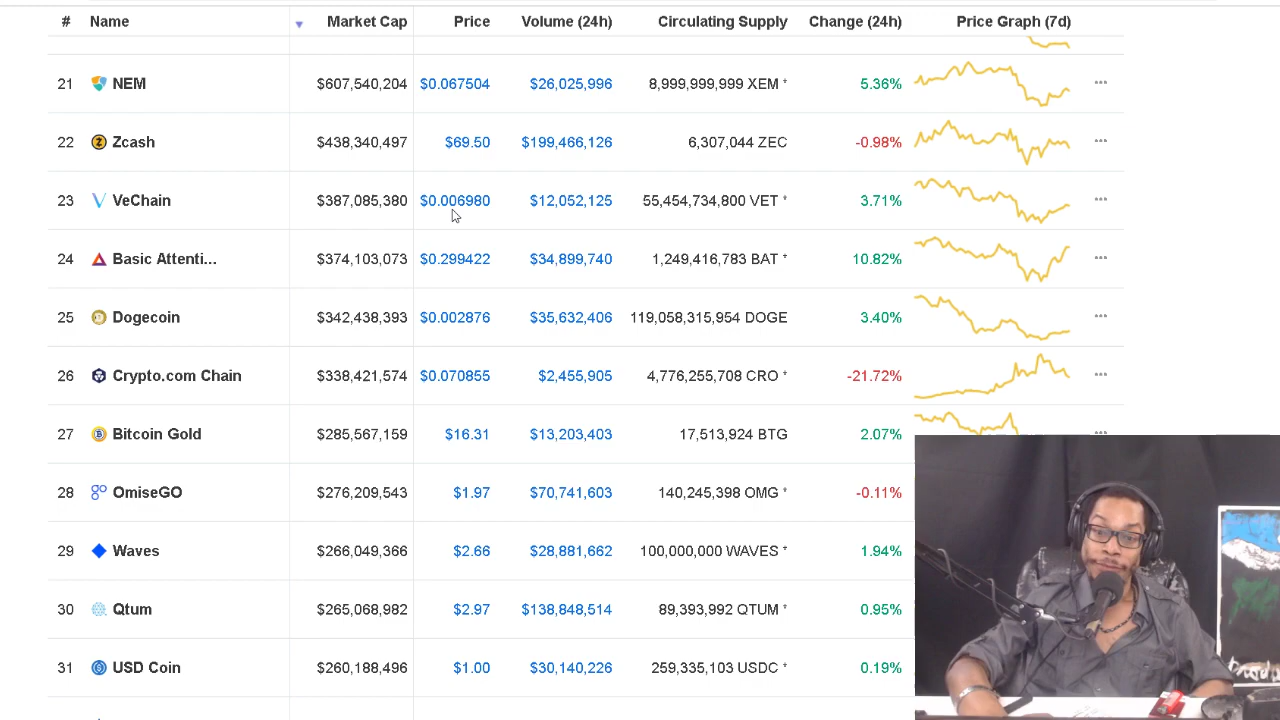 # Name Market Cap Price Volume (24h) Circulating Supply Change (24h) Price Graph (7d)
21 NEM $607,540,204 $0.067504 $26,025,996 8,999,999,999 XEM * 5.36%
22 Zcash $438,340,497 $69.50 $199,466,126 6,307,044 ZEC -0.98%
23 VeChain $387,085,380 $0.006980 $12,052,125 55,454,734,800 VET * 3.71%
24 Basic Attenti... $374,103,073 $0.299422 $34,899,740 1,249,416,783 BAT * 10.82%
25 Dogecoin $342,438,393 $0.002876 $35,632,406 119,058,315,954 DOGE 3.40%
26 Crypto.com Chain $338,421,574 $0.070855 $2,455,905 4,776,255,708 CRO * -21.72%
27 Bitcoin Gold $285,567,159 $16.31 $13,203,403 17,513,924 BTG 2.07%
28 OmiseGO $276,209,543 $1.97 $70,741,603 140,245,398 OMG * -0.11%
29 Waves $266,049,366 $2.66 $28,881,662 100,000,000 WAVES * 1.94%
30 Qtum $265,068,982 $2.97 $138,848,514 89,393,992 QTUM * 0.95%
31 USD Coin $260,188,496 $1.00 $30,140,226 259,335,103 USDC * 0.19%